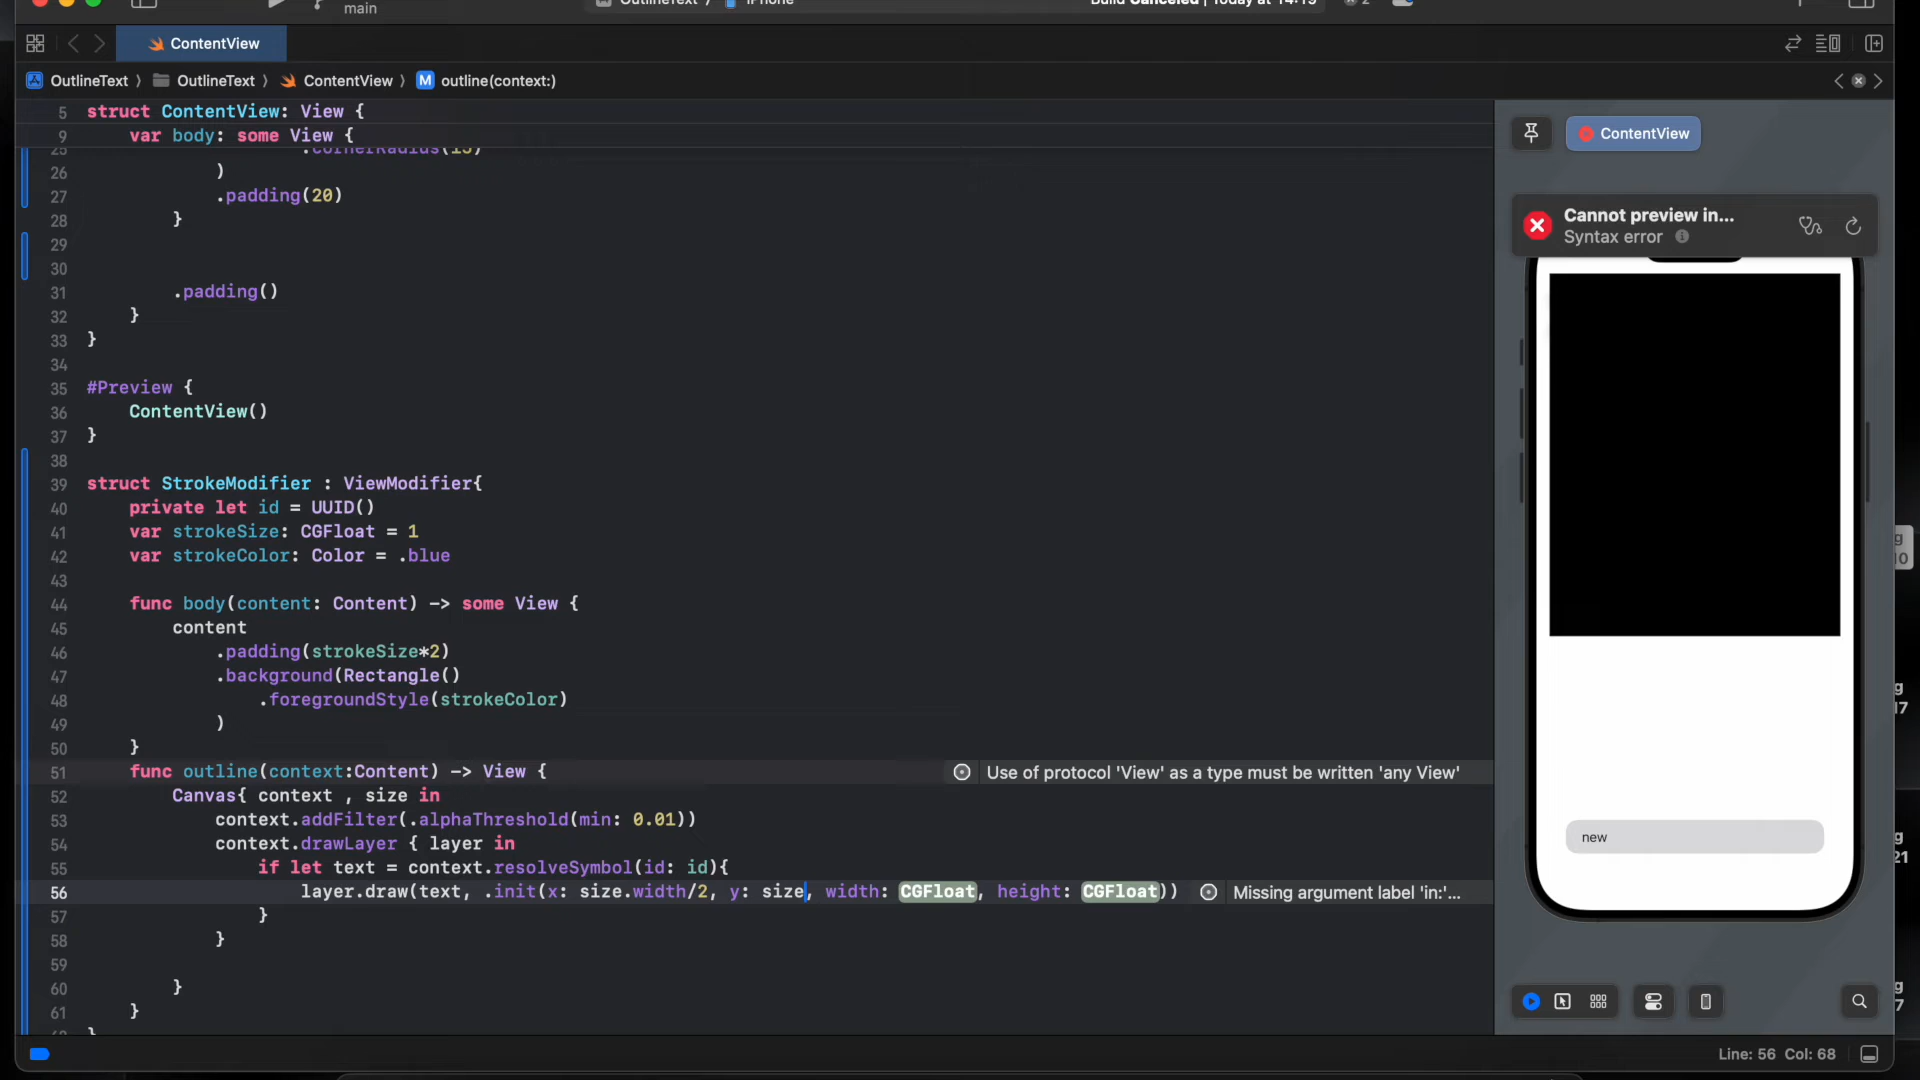 main
OutlineText
iPhone
Build Canceled | Today at 14:15
2
ContentView
OutlineText 〉 OutlineText 〉 ContentView 〉 M outline(context:)
5 struct ContentView: View {
9 var body: some View {
25 .cornerRadius(15)
26 )
27 .padding(20)
28 }
29
30
31 .padding()
32 }
33 }
34
35 #Preview {
36 ContentView()
37 }
38
39 struct StrokeModifier : ViewModifier{
40 private let id = UUID()
41 var strokeSize: CGFloat = 1
42 var strokeColor: Color = .blue
43
44 func body(content: Content) -> some View {
45 content
46 .padding(strokeSize*2)
47 .background(Rectangle()
48 .foregroundStyle(strokeColor)
49 )
50 }
51 func outline(context:Content) -> View { Use of protocol 'View' as a type must be written 'any View'
52 Canvas{ context , size in
53 context.addFilter(.alphaThreshold(min: 0.01))
54 context.drawLayer { layer in
55 if let text = context.resolveSymbol(id: id){
56 layer.draw(text, .init(x: size.width/2, y: size, width: CGFloat, height: CGFloat)) Missing argument label 'in:'...
57 }
58 }
59
60 }
61 }
}
ContentView
Cannot preview in...
Syntax error
new
g
10
g
17
g
21
g
7
Line: 56 Col: 68